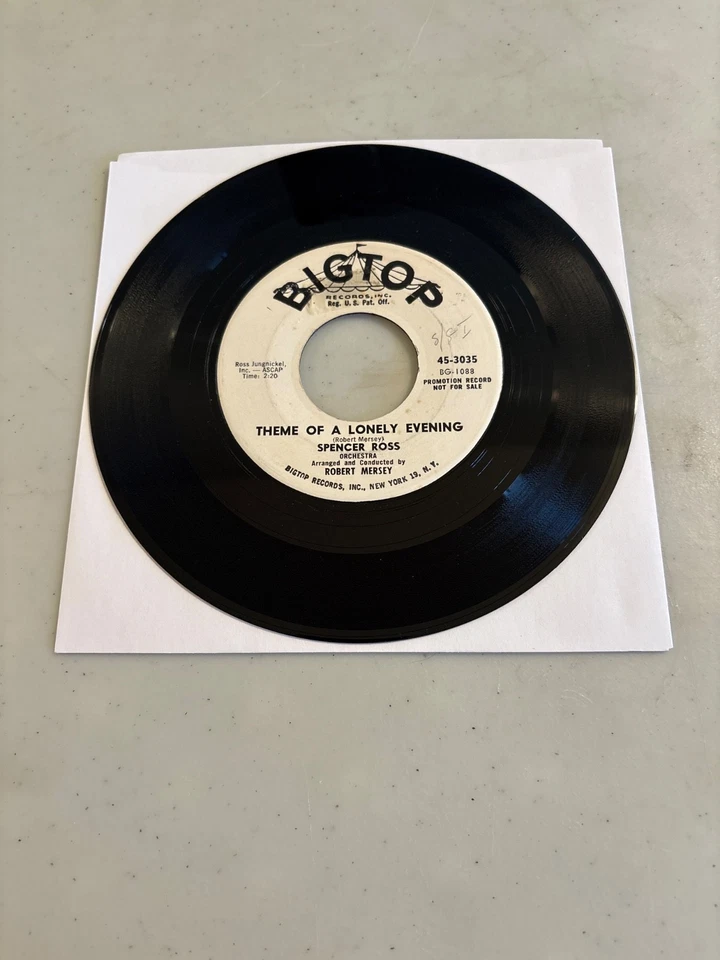 BIGTOP
RECORDS, INC.
Reg. U. S. Pat. Off.
Ross Jungnickel,
Inc. — ASCAP
Time: 2:20
45-3035
BG-1088
PROMOTION RECORD
NOT FOR SALE
THEME OF A LONELY EVENING
(Robert Mersey)
SPENCER ROSS
ORCHESTRA
Arranged and Conducted by
ROBERT MERSEY
BIGTOP RECORDS, INC., NEW YORK 19, N. Y.